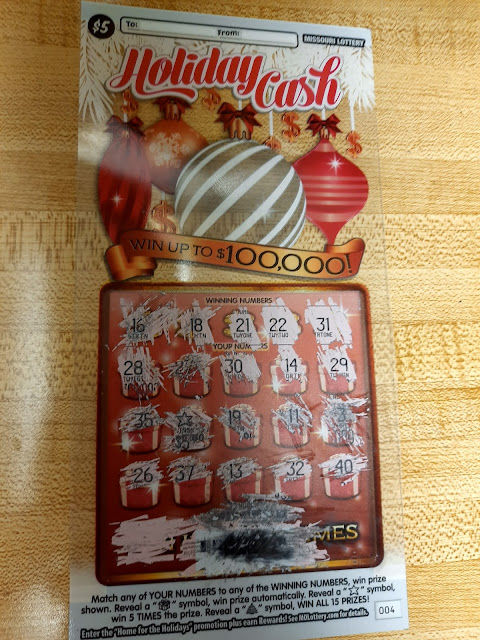 $5
To:
From:
MISSOURI LOTTERY
Holiday
Cash
WIN UP TO $100,000!
WINNING NUMBERS
16 18 21 22 31
YOUR NUMBERS
28 27 30 14 29
35 19 11
26 37 13 32 40
MES
Match any of YOUR NUMBERS to any of the WINNING NUMBERS, win prize
shown. Reveal a " " symbol, win prize automatically. Reveal a "☆" symbol,
win 5 TIMES the prize. Reveal a " " symbol, WIN ALL 15 PRIZES!
Enter the "Home for the Holidays" promotion plus earn Rewards! See MOLottery.com for details.
004